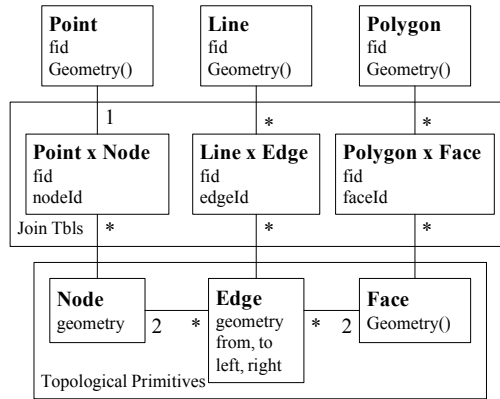 Point
fid
Geometry()
Line
fid
Geometry()
Polygon
fid
Geometry()
1
*
*
Point x Node
fid
nodeId
Line x Edge
fid
edgeId
Polygon x Face
fid
faceId
Join Tbls
*
*
*
Node
geometry
2
*
Edge
geometry
from, to
left, right
*
2
Face
Geometry()
Topological Primitives